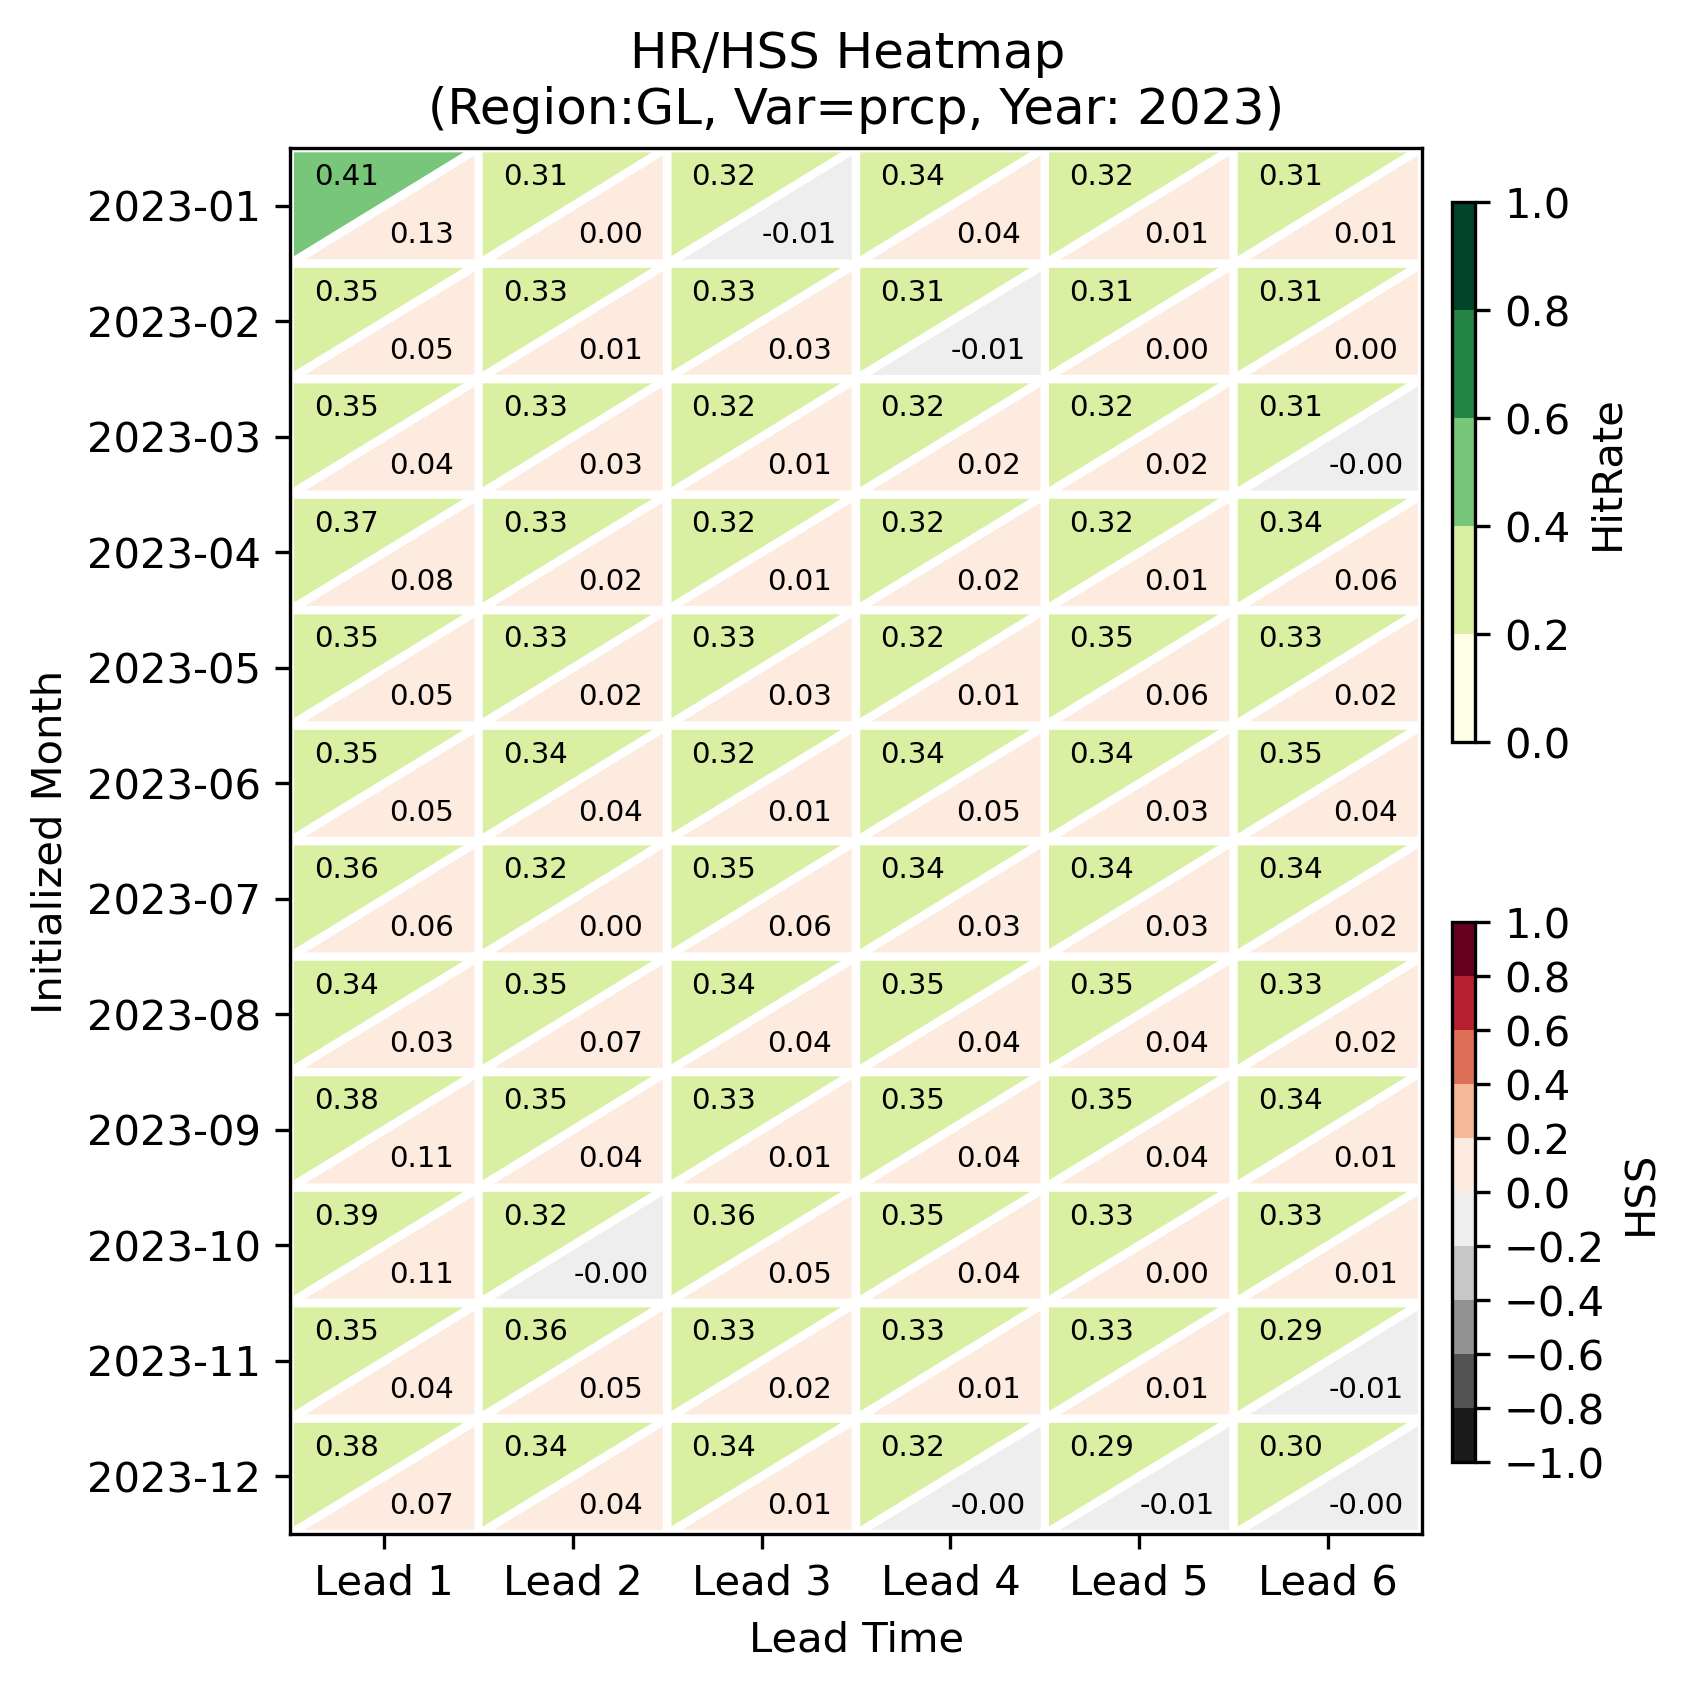 HR/HSS Heatmap
(Region:GL, Var=prcp, Year: 2023)
0.41 0.31 0.32 0.34 0.32 0.31
2023-01
0.13 0.00 -0.01 0.04 0.01 0.01
0.35 0.33 0.33 0.31 0.31 0.31
2023-02
0.05 0.01 0.03 -0.01 0.00 0.00
0.35 0.33 0.32 0.32 0.32 0.31
2023-03
0.04 0.03 0.01 0.02 0.02 -0.00
0.37 0.33 0.32 0.32 0.32 0.34
2023-04
0.08 0.02 0.01 0.02 0.01 0.06
0.35 0.33 0.33 0.32 0.35 0.33
2023-05
0.05 0.02 0.03 0.01 0.06 0.02
0.35 0.34 0.32 0.34 0.34 0.35
2023-06
0.05 0.04 0.01 0.05 0.03 0.04
0.36 0.32 0.35 0.34 0.34 0.34
2023-07
0.06 0.00 0.06 0.03 0.03 0.02
0.34 0.35 0.34 0.35 0.35 0.33
2023-08
0.03 0.07 0.04 0.04 0.04 0.02
0.38 0.35 0.33 0.35 0.35 0.34
2023-09
0.11 0.04 0.01 0.04 0.04 0.01
0.39 0.32 0.36 0.35 0.33 0.33
2023-10
0.11 -0.00 0.05 0.04 0.00 0.01
0.35 0.36 0.33 0.33 0.33 0.29
2023-11
0.04 0.05 0.02 0.01 0.01 -0.01
0.38 0.34 0.34 0.32 0.29 0.30
2023-12
0.07 0.04 0.01 -0.00 -0.01 -0.00
Lead 1 Lead 2 Lead 3 Lead 4 Lead 5 Lead 6
Lead Time
Initialized Month
1.0
0.8
0.6
0.4
0.2
0.0
HitRate
1.0
0.8
0.6
0.4
0.2
0.0
−0.2
−0.4
−0.6
−0.8
−1.0
HSS